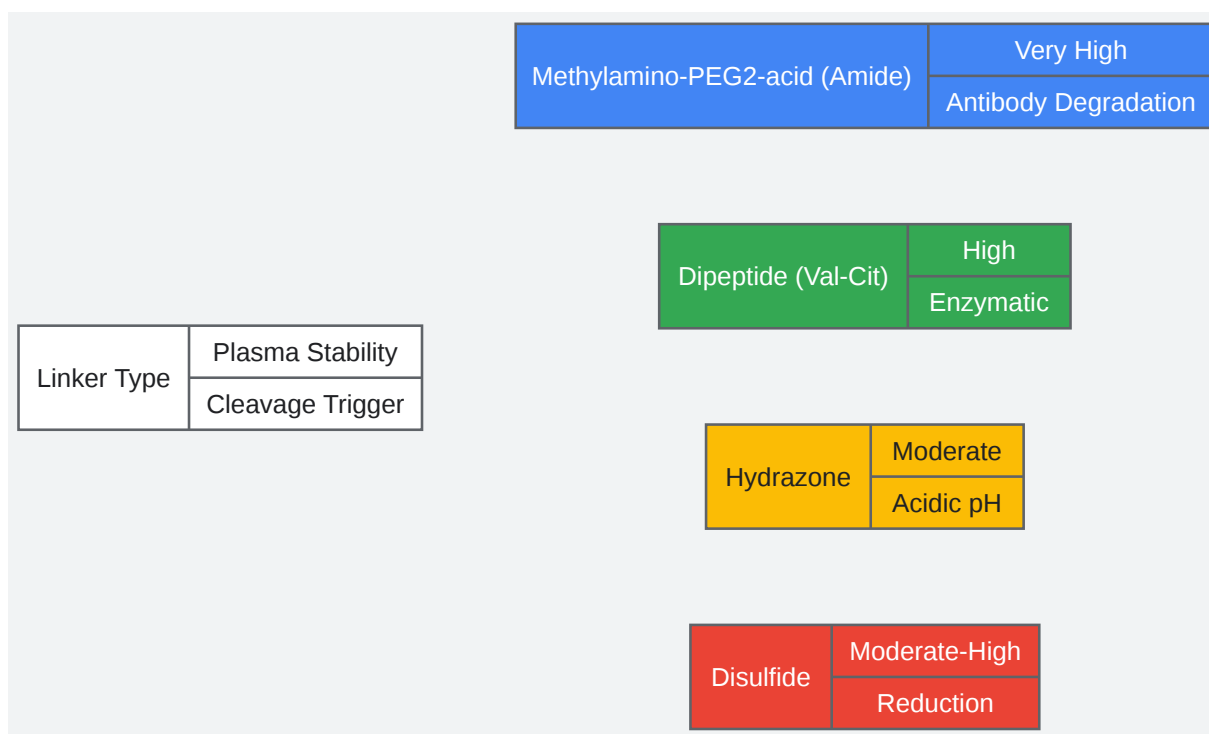 Methylamino-PEG2-acid (Amide)
Very High
Antibody Degradation
Dipeptide (Val-Cit)
High
Enzymatic
Linker Type
Plasma Stability
Cleavage Trigger
Hydrazone
Moderate
Acidic pH
Disulfide
Moderate-High
Reduction